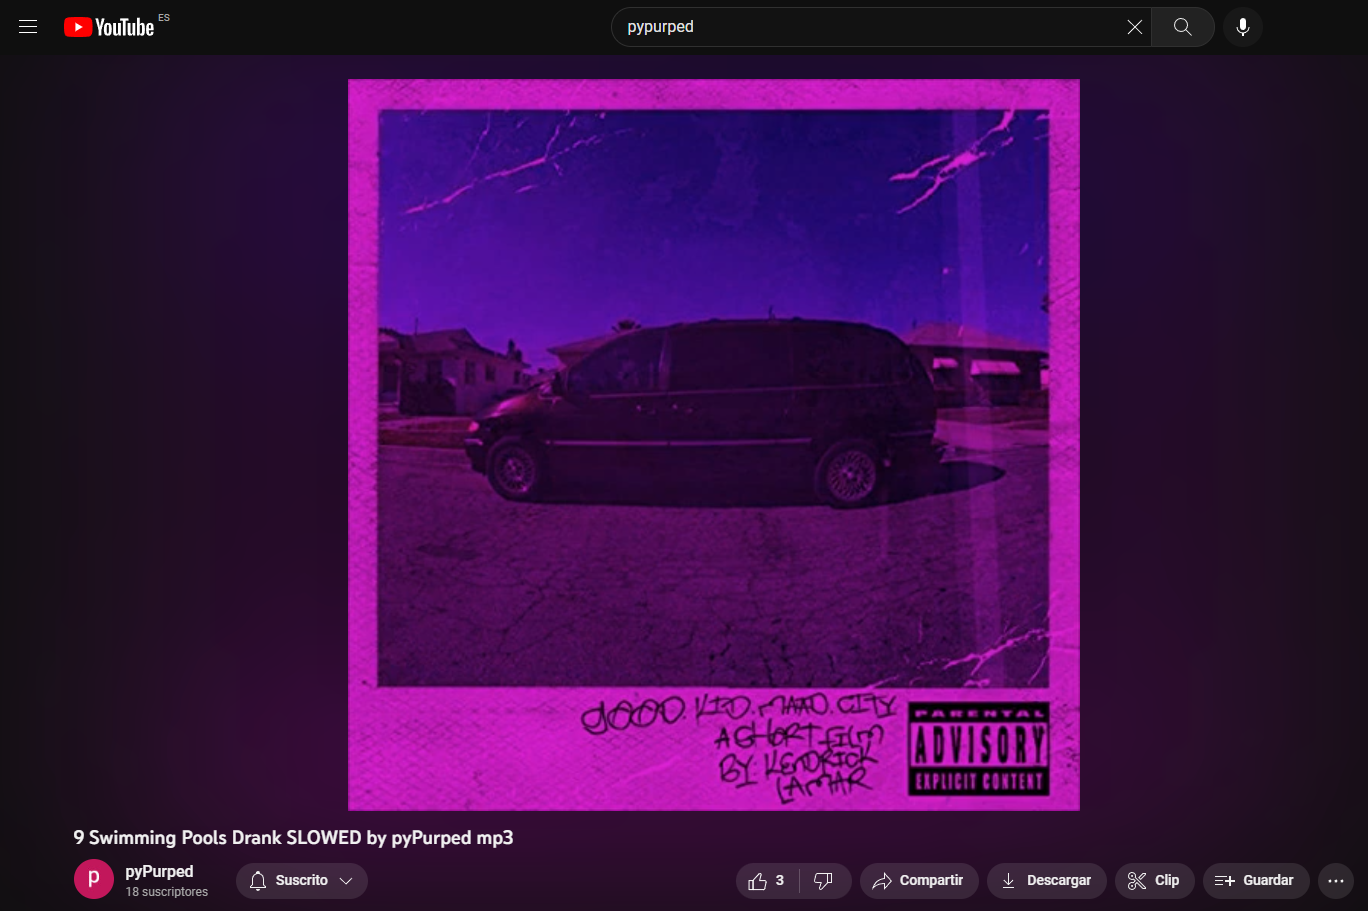 YouTube ES
pypurped
GOOD. KID. MAAD. CITY
A SHORT FILM
BY: KENDRICK
LAMAR
PARENTAL
ADVISORY
EXPLICIT CONTENT
9 Swimming Pools Drank SLOWED by pyPurped mp3
p
pyPurped
18 suscriptores
Suscrito
3
Compartir
Descargar
Clip
Guardar